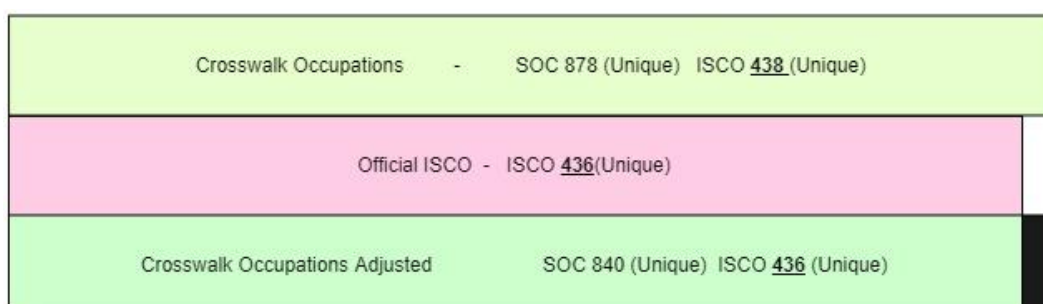 Crosswalk Occupations - SOC 878 (Unique) ISCO 438 (Unique)
Official ISCO - ISCO 436(Unique)
Crosswalk Occupations Adjusted SOC 840 (Unique) ISCO 436 (Unique)